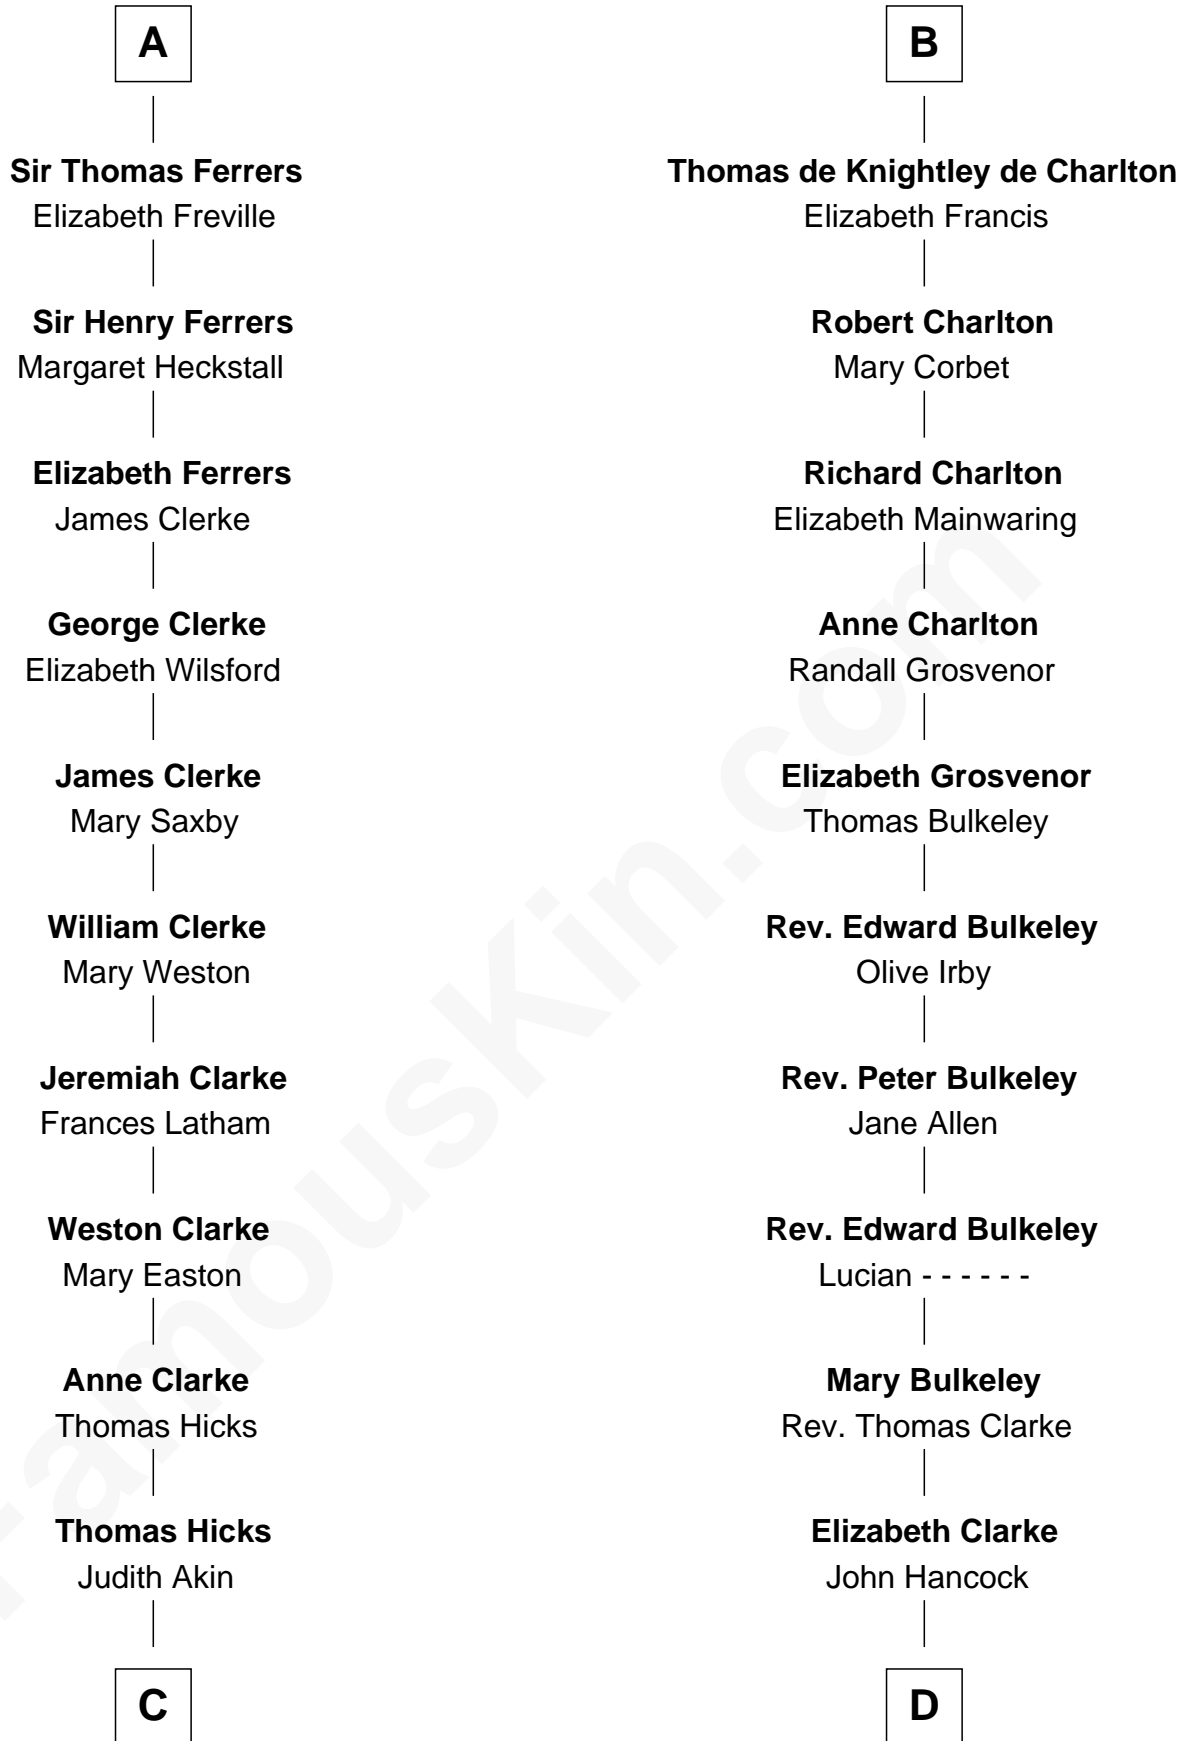 A
Sir Thomas Ferrers
Elizabeth Freville
Sir Henry Ferrers
Margaret Heckstall
Elizabeth Ferrers
James Clerke
George Clerke
Elizabeth Wilsford
James Clerke
Mary Saxby
William Clerke
Mary Weston
Jeremiah Clarke
Frances Latham
Weston Clarke
Mary Easton
Anne Clarke
Thomas Hicks
Thomas Hicks
Judith Akin
C
B
Thomas de Knightley de Charlton
Elizabeth Francis
Robert Charlton
Mary Corbet
Richard Charlton
Elizabeth Mainwaring
Anne Charlton
Randall Grosvenor
Elizabeth Grosvenor
Thomas Bulkeley
Rev. Edward Bulkeley
Olive Irby
Rev. Peter Bulkeley
Jane Allen
Rev. Edward Bulkeley
Lucian - - - - - -
Mary Bulkeley
Rev. Thomas Clarke
Elizabeth Clarke
John Hancock
D
FamousKin.com